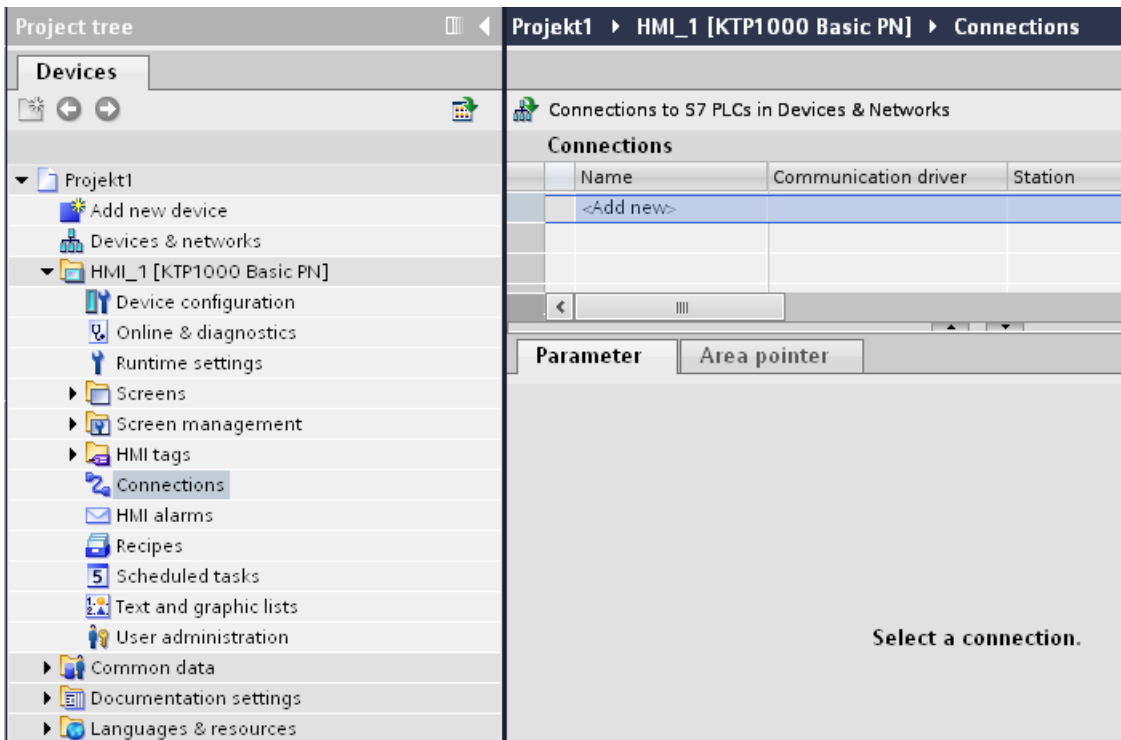 Project tree
Devices
Projekt1
Add new device
Devices & networks
HMI_1 [KTP1000 Basic PN]
Device configuration
Online & diagnostics
Runtime settings
Screens
Screen management
HMI tags
Connections
HMI alarms
Recipes
Scheduled tasks
Text and graphic lists
User administration
Common data
Documentation settings
Languages & resources
Projekt1 HMI_1 [KTP1000 Basic PN] Connections
Connections to S7 PLCs in Devices & Networks
Connections
Name Communication driver Station
<Add new>
Parameter Area pointer
Select a connection.